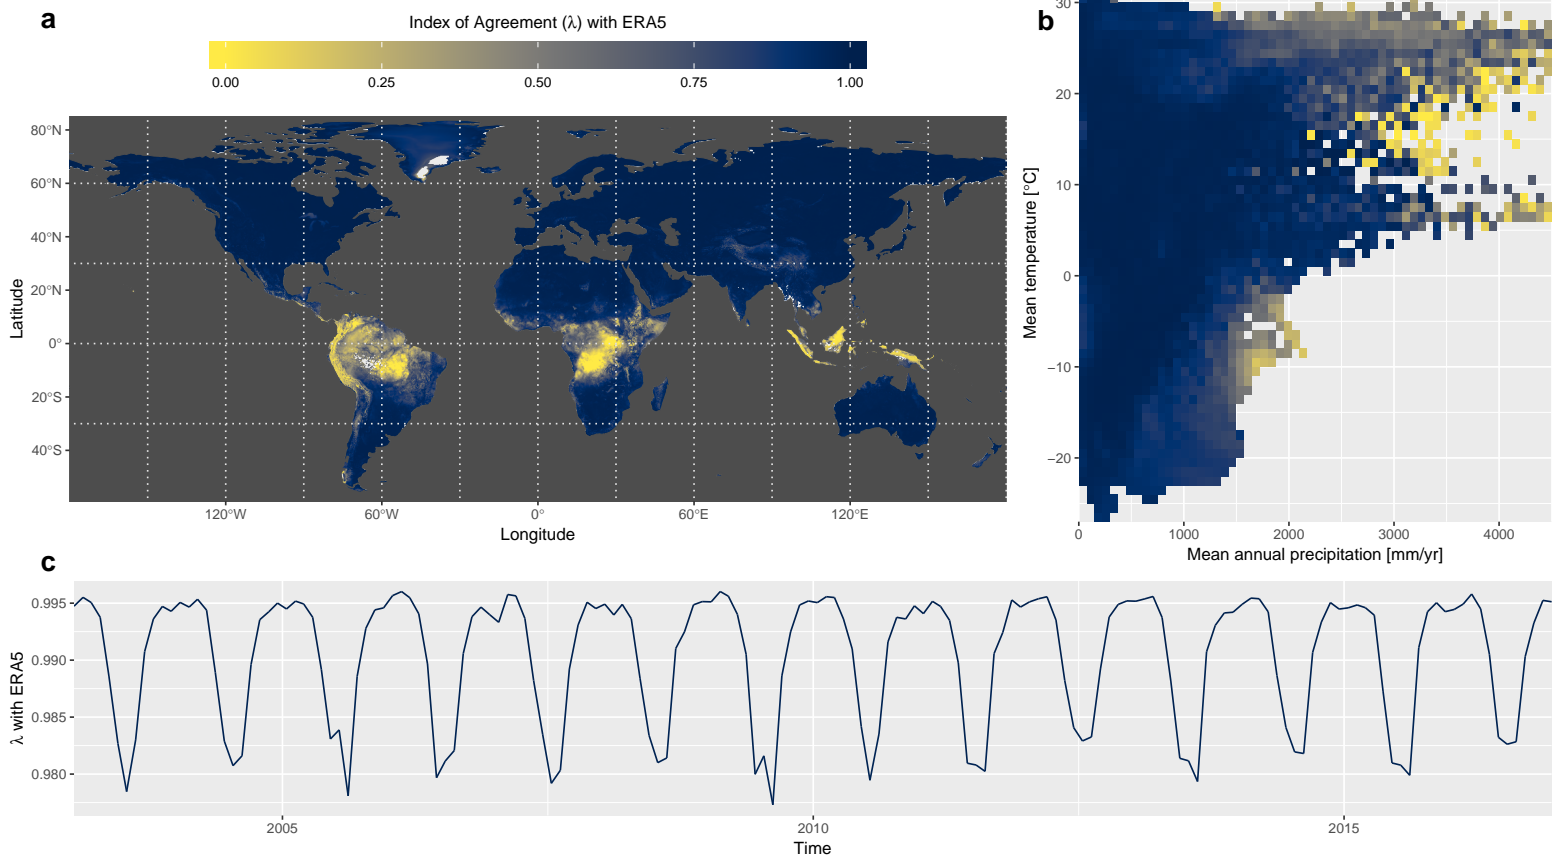 a
Index of Agreement (λ) with ERA5
0.00 0.25 0.50 0.75 1.00
80°N
60°N
40°N
20°N
0°
20°S
40°S
Latitude
120°W 60°W 0° 60°E 120°E
Longitude
b
30
20
10
0
−10
−20
Mean temperature [°C]
0 1000 2000 3000 4000
Mean annual precipitation [mm/yr]
c
0.995
0.990
0.985
0.980
λ with ERA5
2005 2010 2015
Time